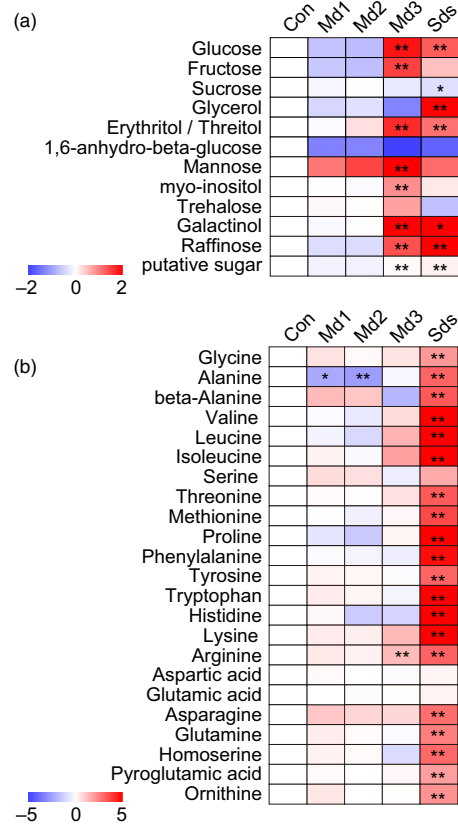 (a)
Con Md1 Md2 Md3 Sds
Glucose ** **
Fructose **
Sucrose *
Glycerol **
Erythritol / Threitol ** **
1,6-anhydro-beta-glucose
Mannose **
myo-inositol **
Trehalose
Galactinol ** *
Raffinose ** **
putative sugar ** **
−2 0 2
(b)
Con Md1 Md2 Md3 Sds
Glycine **
Alanine * ** **
beta-Alanine **
Valine **
Leucine **
Isoleucine **
Serine
Threonine **
Methionine **
Proline **
Phenylalanine **
Tyrosine **
Tryptophan **
Histidine **
Lysine **
Arginine ** **
Aspartic acid
Glutamic acid
Asparagine **
Glutamine **
Homoserine **
Pyroglutamic acid **
Ornithine **
−5 0 5